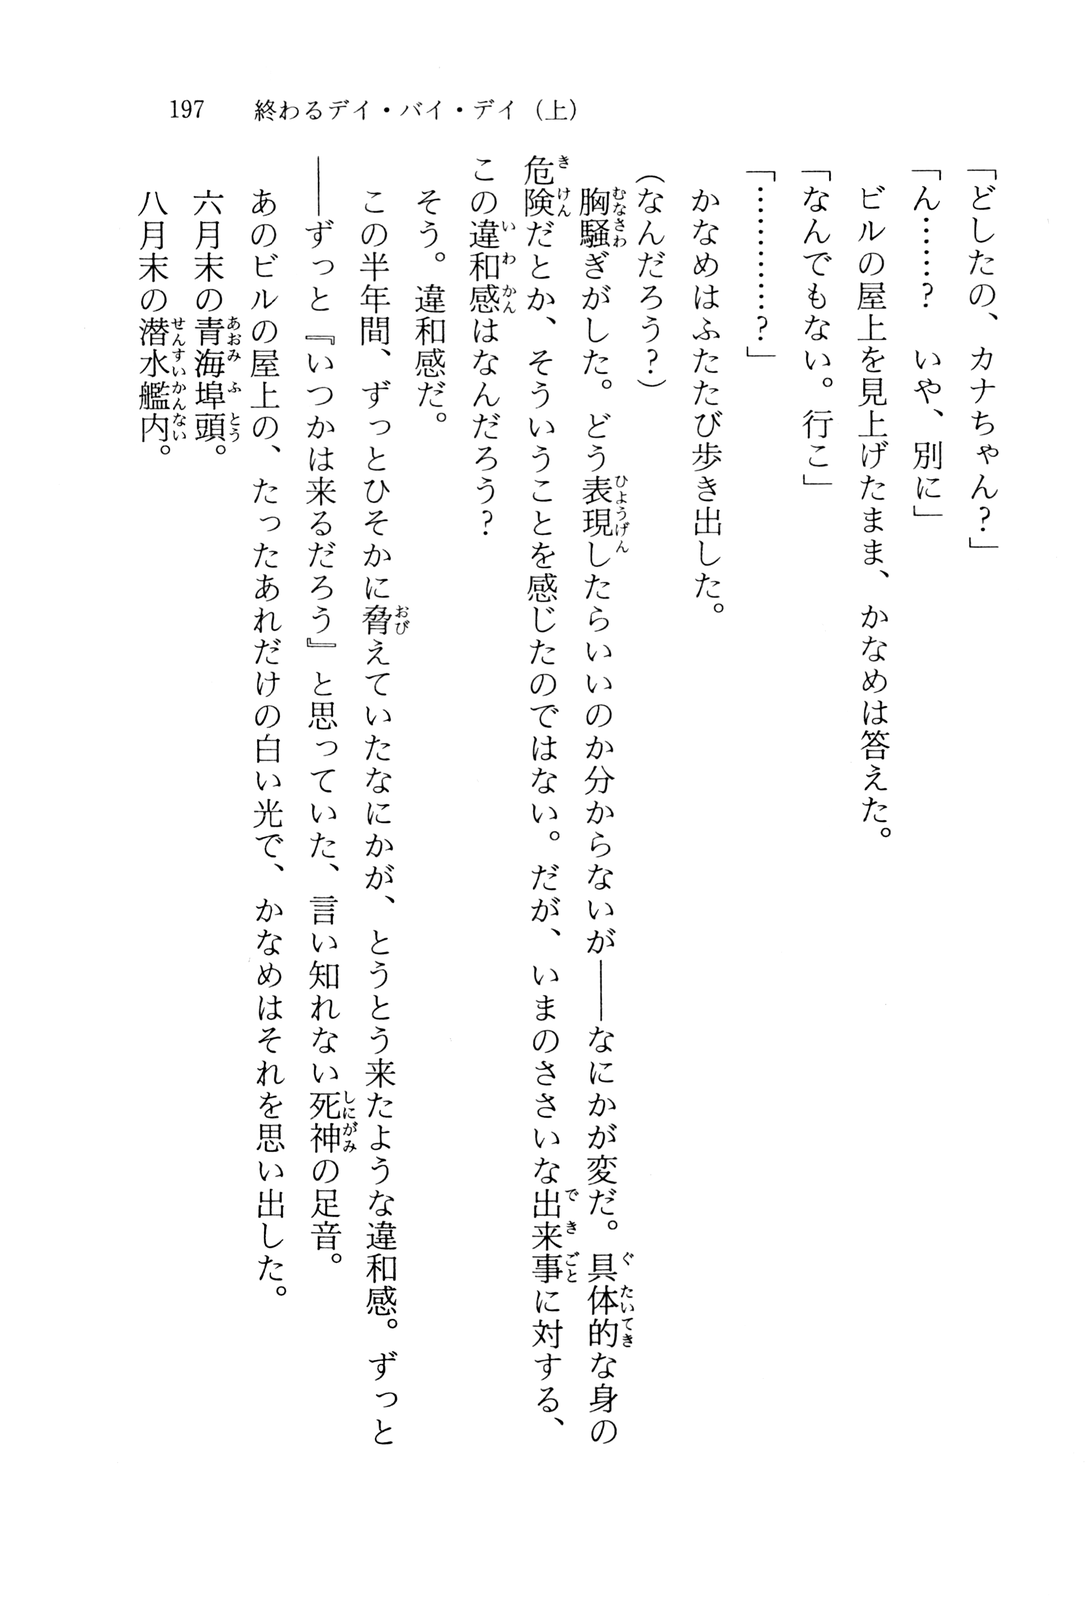 197　終わるデイ・バイ・デイ（上）
「どしたの、カナちゃん？」
「ん……？　いや、別に」
　ビルの屋上を見上げたまま、かなめは答えた。
「なんでもない。行こ」
「…………？」
　かなめはふたたび歩き出した。
（なんだろう？）
　胸騒ぎがした。どう表現したらいいのか分からないが――なにかが変だ。具体的な身の
危険だとか、そういうことを感じたのではない。だが、いまのささいな出来事に対する、
この違和感はなんだろう？
　そう。違和感だ。
　この半年間、ずっとひそかに脅えていたなにかが、とうとう来たような違和感。ずっと
――ずっと『いつかは来るだろう』と思っていた、言い知れない死神の足音。
　あのビルの屋上の、たったあれだけの白い光で、かなめはそれを思い出した。
　六月末の青海埠頭。
　八月末の潜水艦内。